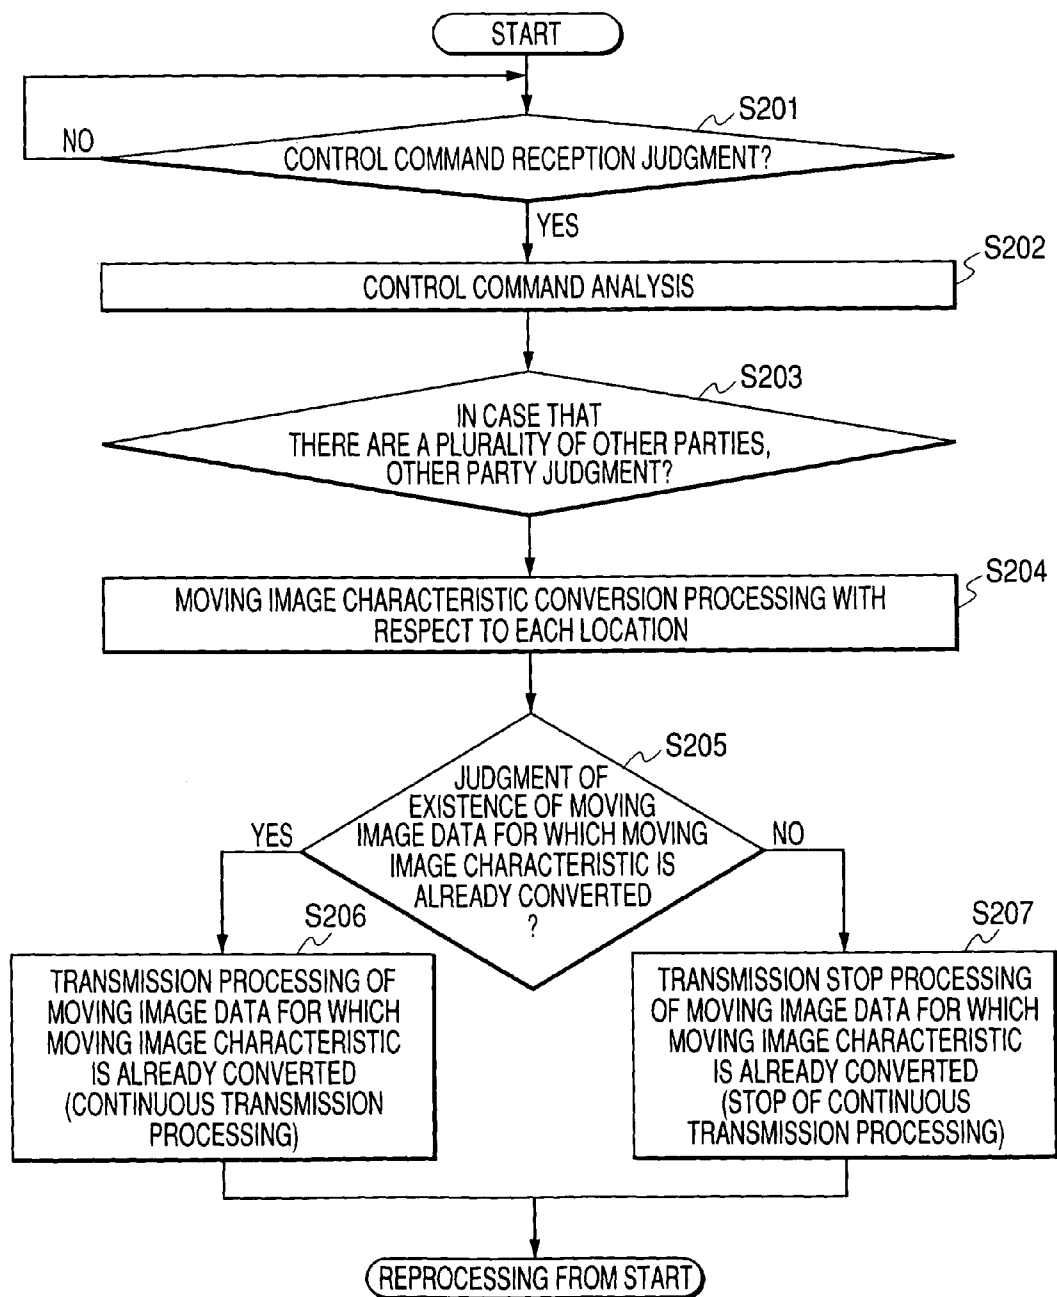 START
S201
NO
CONTROL COMMAND RECEPTION JUDGMENT?
YES
S202
CONTROL COMMAND ANALYSIS
S203
IN CASE THAT
THERE ARE A PLURALITY OF OTHER PARTIES,
OTHER PARTY JUDGMENT?
S204
MOVING IMAGE CHARACTERISTIC CONVERSION PROCESSING WITH
RESPECT TO EACH LOCATION
S205
JUDGMENT OF
EXISTENCE OF MOVING
IMAGE DATA FOR WHICH MOVING
IMAGE CHARACTERISTIC IS
ALREADY CONVERTED
?
YES
NO
S206
TRANSMISSION PROCESSING OF
MOVING IMAGE DATA FOR WHICH
MOVING IMAGE CHARACTERISTIC
IS ALREADY CONVERTED
(CONTINUOUS TRANSMISSION
PROCESSING)
S207
TRANSMISSION STOP PROCESSING
OF MOVING IMAGE DATA FOR WHICH
MOVING IMAGE CHARACTERISTIC
IS ALREADY CONVERTED
(STOP OF CONTINUOUS
TRANSMISSION PROCESSING)
REPROCESSING FROM START